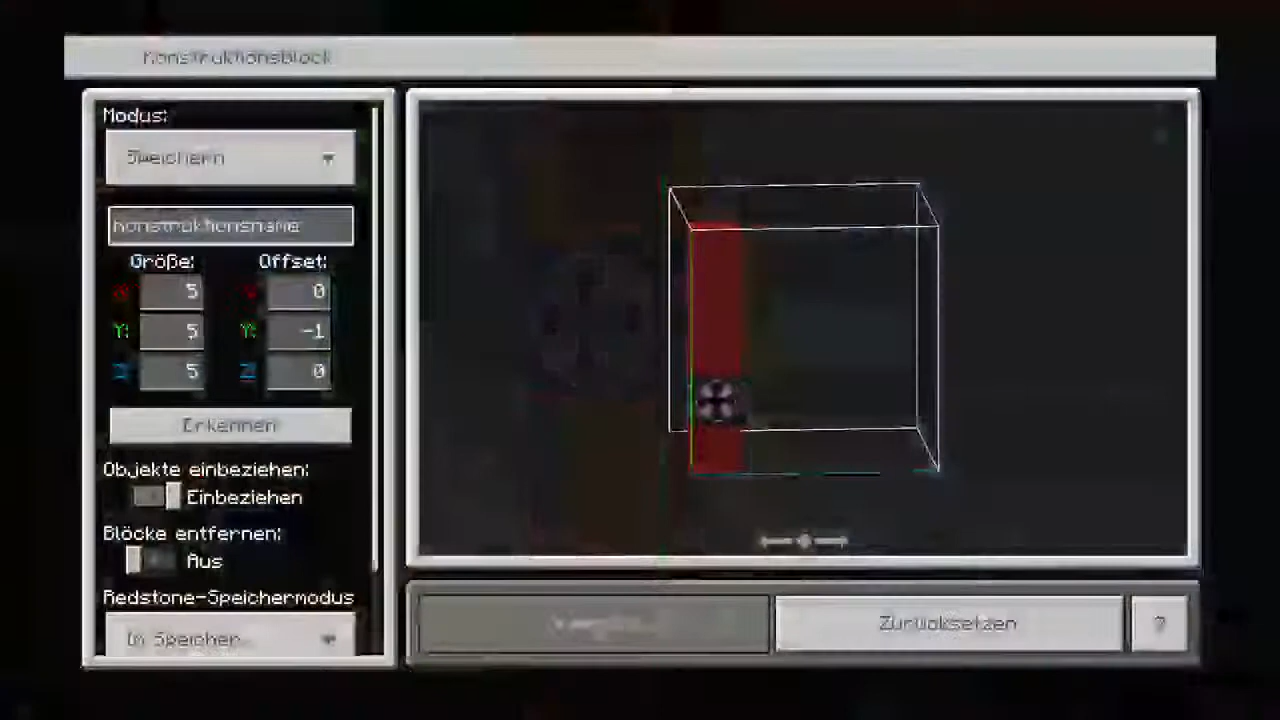 Konstruktionsblock
Modus:
Speichern
Konstruktionsname
Größe: Offset:
X: 5 X: 0
Y: 5 Y: -1
Z: 5 Z: 0
Erkennen
Objekte einbeziehen:
Einbeziehen
Blöcke entfernen:
Aus
Redstone-Speichermodus
In Speicher...
Zurücksetzen
?